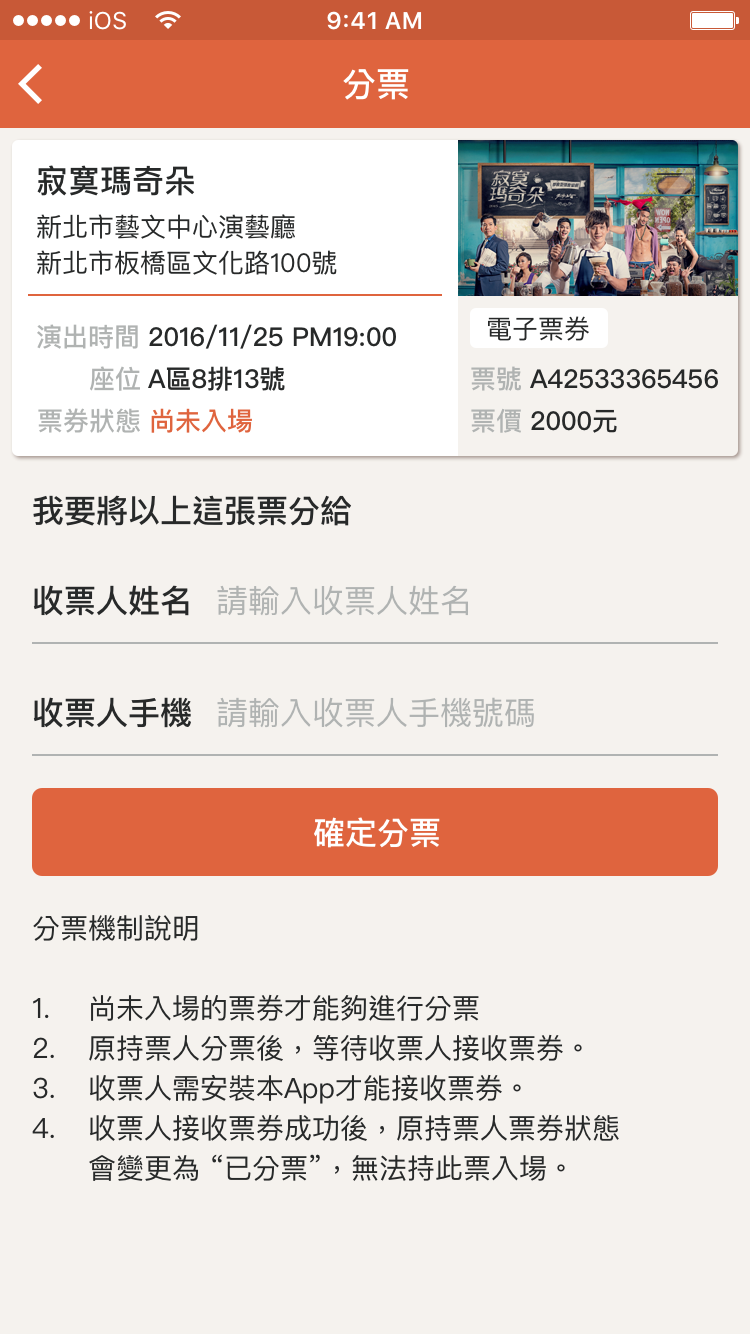 iOS 9:41 AM
分票
寂寞瑪奇朵
新北市藝文中心演藝廳
新北市板橋區文化路100號
演出時間 2016/11/25 PM19:00
座位 A區8排13號
票券狀態 尚未入場
寂寞
瑪奇朵
電子票券
票號 A42533365456
票價 2000元
我要將以上這張票分給
收票人姓名 請輸入收票人姓名
收票人手機 請輸入收票人手機號碼
確定分票
分票機制說明
1. 尚未入場的票券才能夠進行分票
2. 原持票人分票後，等待收票人接收票券。
3. 收票人需安裝本App才能接收票券。
4. 收票人接收票券成功後，原持票人票券狀態
會變更為 “已分票”，無法持此票入場。